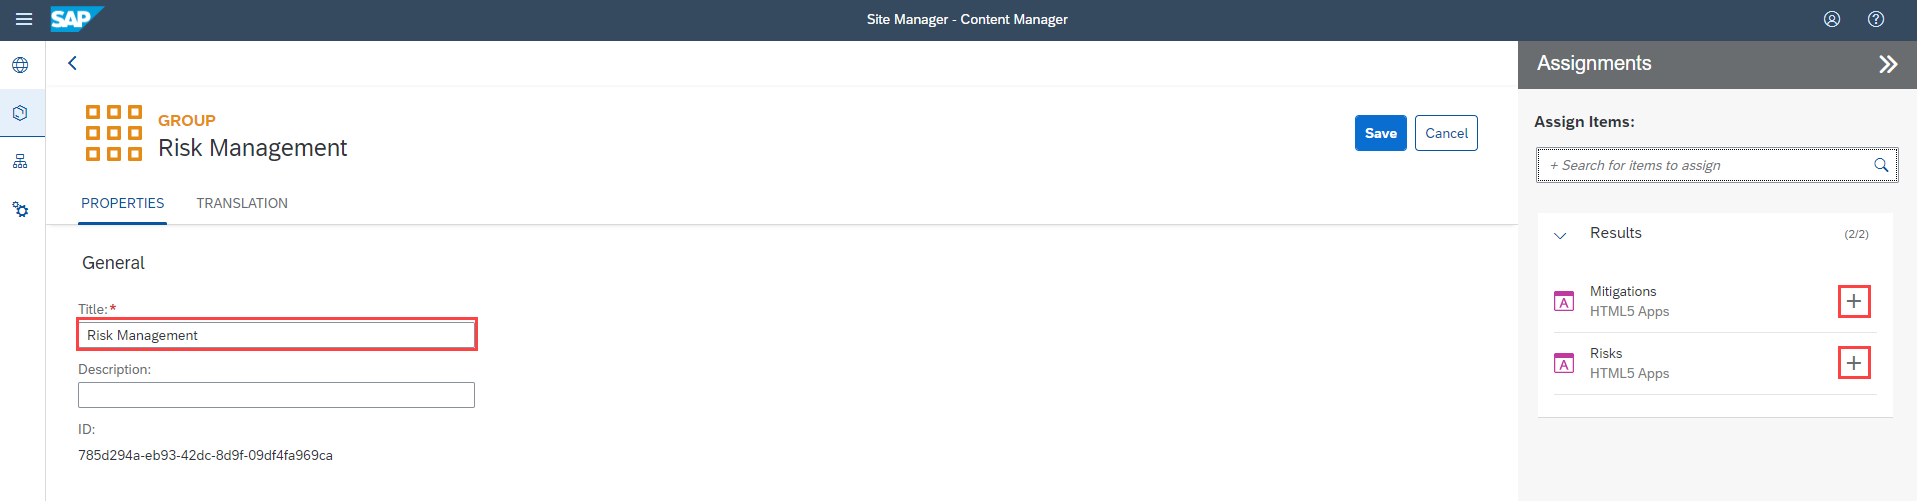 SAP
Site Manager - Content Manager
GROUP
Risk Management
Save
Cancel
PROPERTIES
TRANSLATION
General
Title:*
Risk Management
Description:
ID:
785d294a-eb93-42dc-8d9f-09df4fa969ca
Assignments
Assign Items:
+ Search for items to assign
Results
(2/2)
A
Mitigations
HTML5 Apps
A
Risks
HTML5 Apps